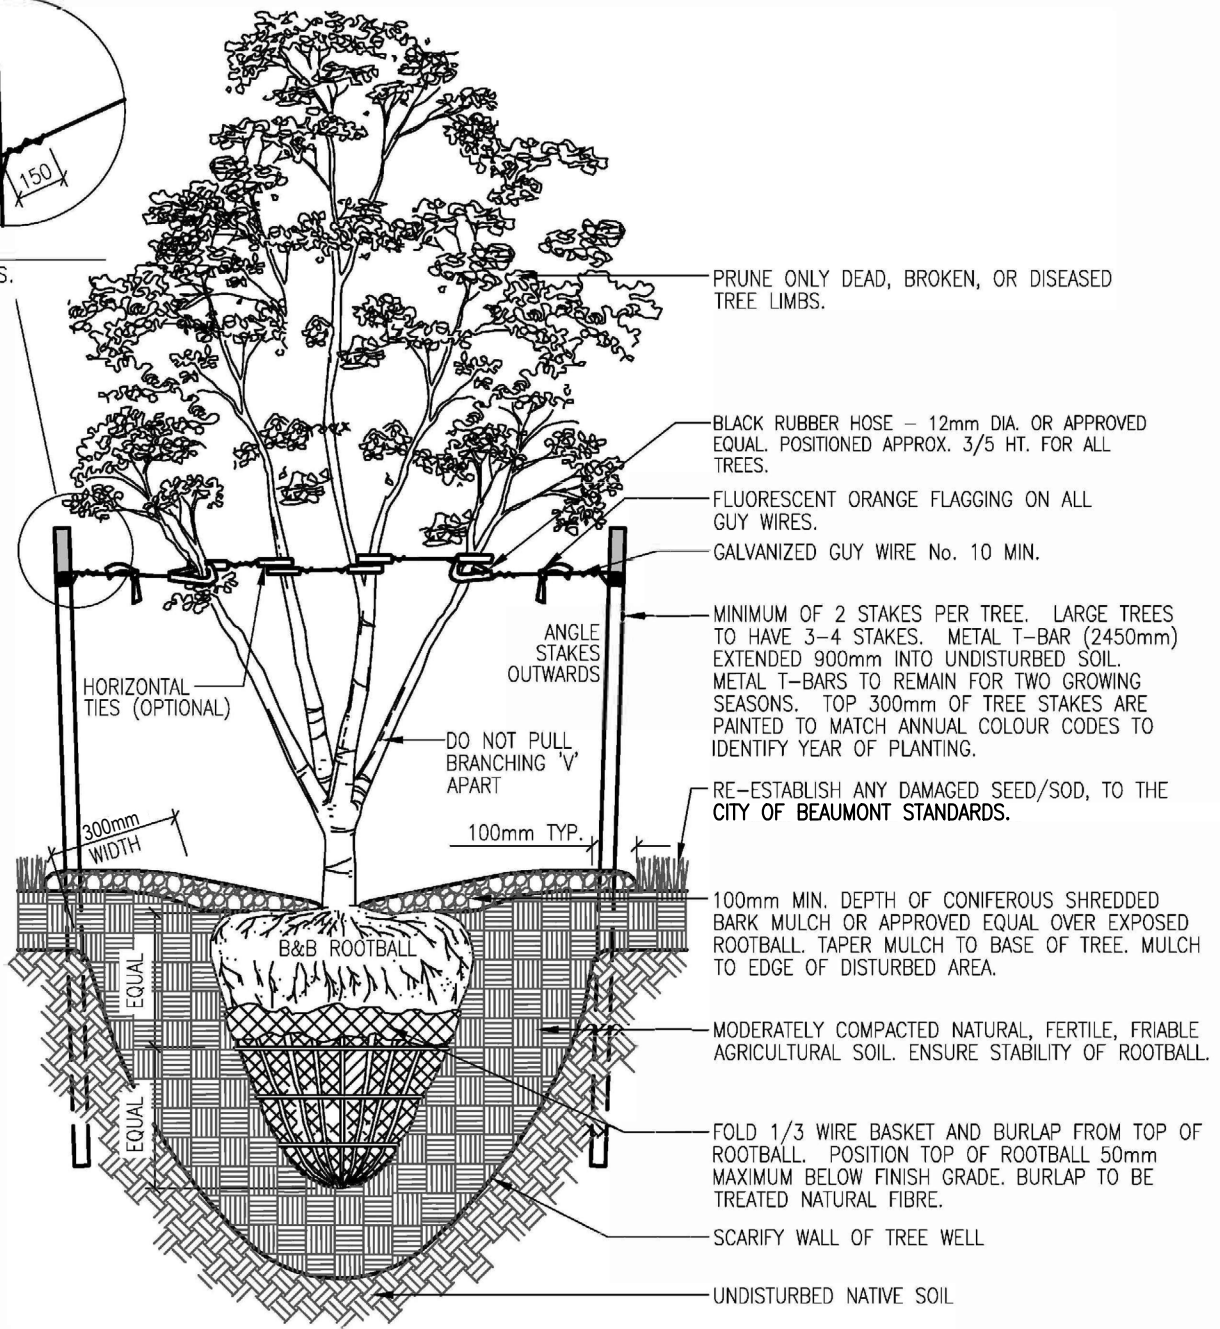 150
S.
PRUNE ONLY DEAD, BROKEN, OR DISEASED
TREE LIMBS.
BLACK RUBBER HOSE – 12mm DIA. OR APPROVED
EQUAL. POSITIONED APPROX. 3/5 HT. FOR ALL
TREES.
FLUORESCENT ORANGE FLAGGING ON ALL
GUY WIRES.
GALVANIZED GUY WIRE No. 10 MIN.
MINIMUM OF 2 STAKES PER TREE. LARGE TREES
TO HAVE 3-4 STAKES. METAL T-BAR (2450mm)
EXTENDED 900mm INTO UNDISTURBED SOIL.
METAL T-BARS TO REMAIN FOR TWO GROWING
SEASONS. TOP 300mm OF TREE STAKES ARE
PAINTED TO MATCH ANNUAL COLOUR CODES TO
IDENTIFY YEAR OF PLANTING.
ANGLE
STAKES
OUTWARDS
HORIZONTAL
TIES (OPTIONAL)
DO NOT PULL
BRANCHING 'V'
APART
RE-ESTABLISH ANY DAMAGED SEED/SOD, TO THE
CITY OF BEAUMONT STANDARDS.
300mm
WIDTH
100mm TYP.
100mm MIN. DEPTH OF CONIFEROUS SHREDDED
BARK MULCH OR APPROVED EQUAL OVER EXPOSED
ROOTBALL. TAPER MULCH TO BASE OF TREE. MULCH
TO EDGE OF DISTURBED AREA.
B&B ROOTBALL
EQUAL
EQUAL
MODERATELY COMPACTED NATURAL, FERTILE, FRIABLE
AGRICULTURAL SOIL. ENSURE STABILITY OF ROOTBALL.
FOLD 1/3 WIRE BASKET AND BURLAP FROM TOP OF
ROOTBALL. POSITION TOP OF ROOTBALL 50mm
MAXIMUM BELOW FINISH GRADE. BURLAP TO BE
TREATED NATURAL FIBRE.
SCARIFY WALL OF TREE WELL
UNDISTURBED NATIVE SOIL